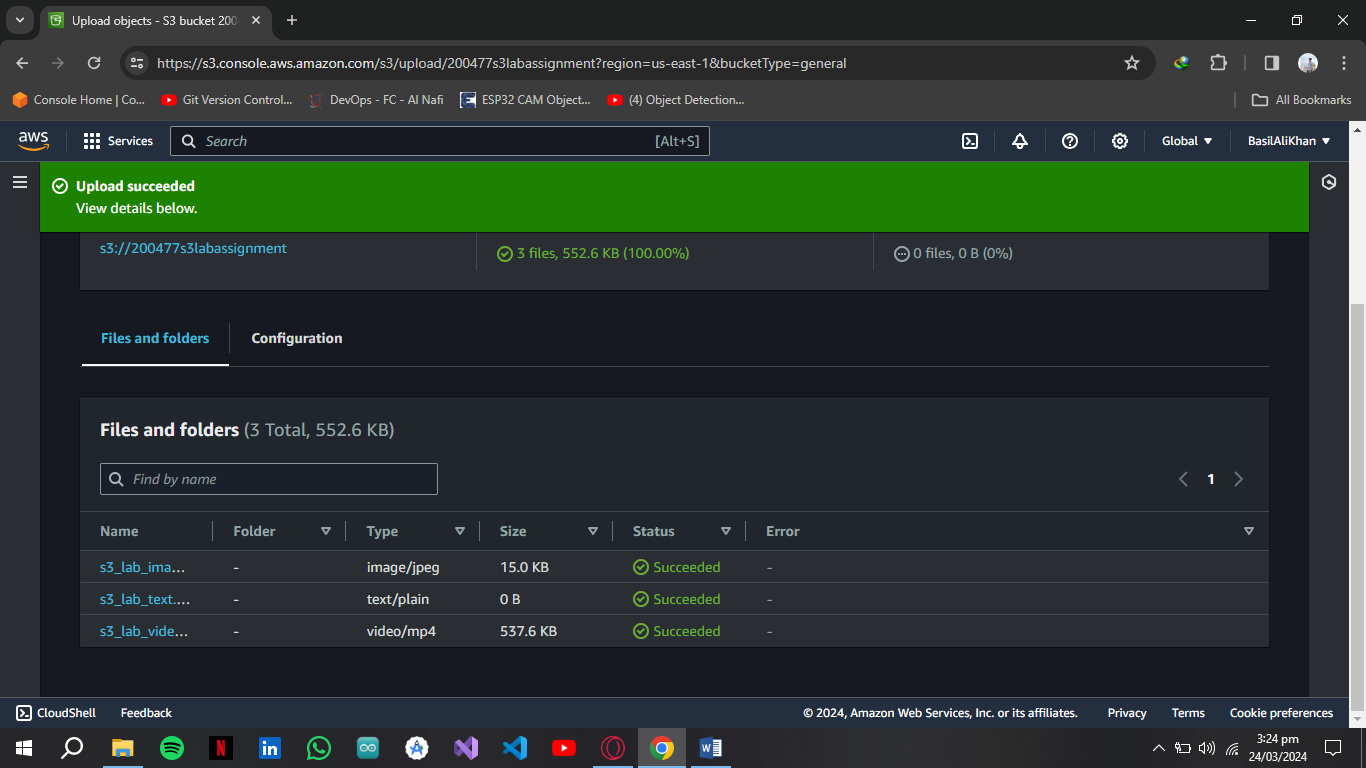 Upload objects - S3 bucket 200
https://s3.console.aws.amazon.com/s3/upload/200477s3labassignment?region=us-east-1&bucketType=general
Console Home | Co...
Git Version Control...
DevOps - FC - Al Nafi
ESP32 CAM Object...
(4) Object Detection...
All Bookmarks
aws
Services
Search
[Alt+S]
Global
BasilAliKhan
Upload succeeded
View details below.
s3://200477s3labassignment
3 files, 552.6 KB (100.00%)
0 files, 0 B (0%)
Files and folders
Configuration
Files and folders (3 Total, 552.6 KB)
Find by name
1
Name Folder Type Size Status Error
s3_lab_ima... - image/jpeg 15.0 KB Succeeded -
s3_lab_text.... - text/plain 0 B Succeeded -
s3_lab_vide... - video/mp4 537.6 KB Succeeded -
CloudShell
Feedback
© 2024, Amazon Web Services, Inc. or its affiliates.
Privacy
Terms
Cookie preferences
3:24 pm
24/03/2024